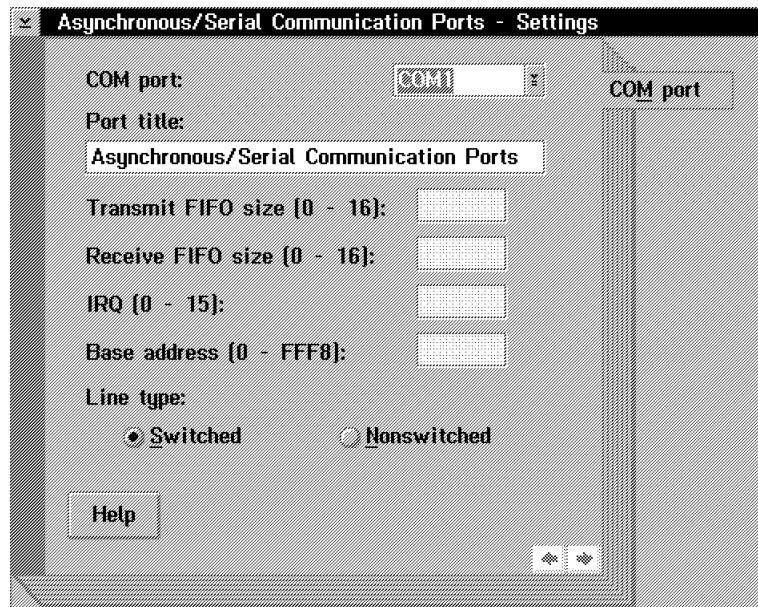 Asynchronous/Serial Communication Ports - Settings
COM port: COM1
COM port
Port title:
Asynchronous/Serial Communication Ports
Transmit FIFO size (0 - 16):
Receive FIFO size (0 - 16):
IRQ (0 - 15):
Base address (0 - FFF8):
Line type:
Switched Nonswitched
Help